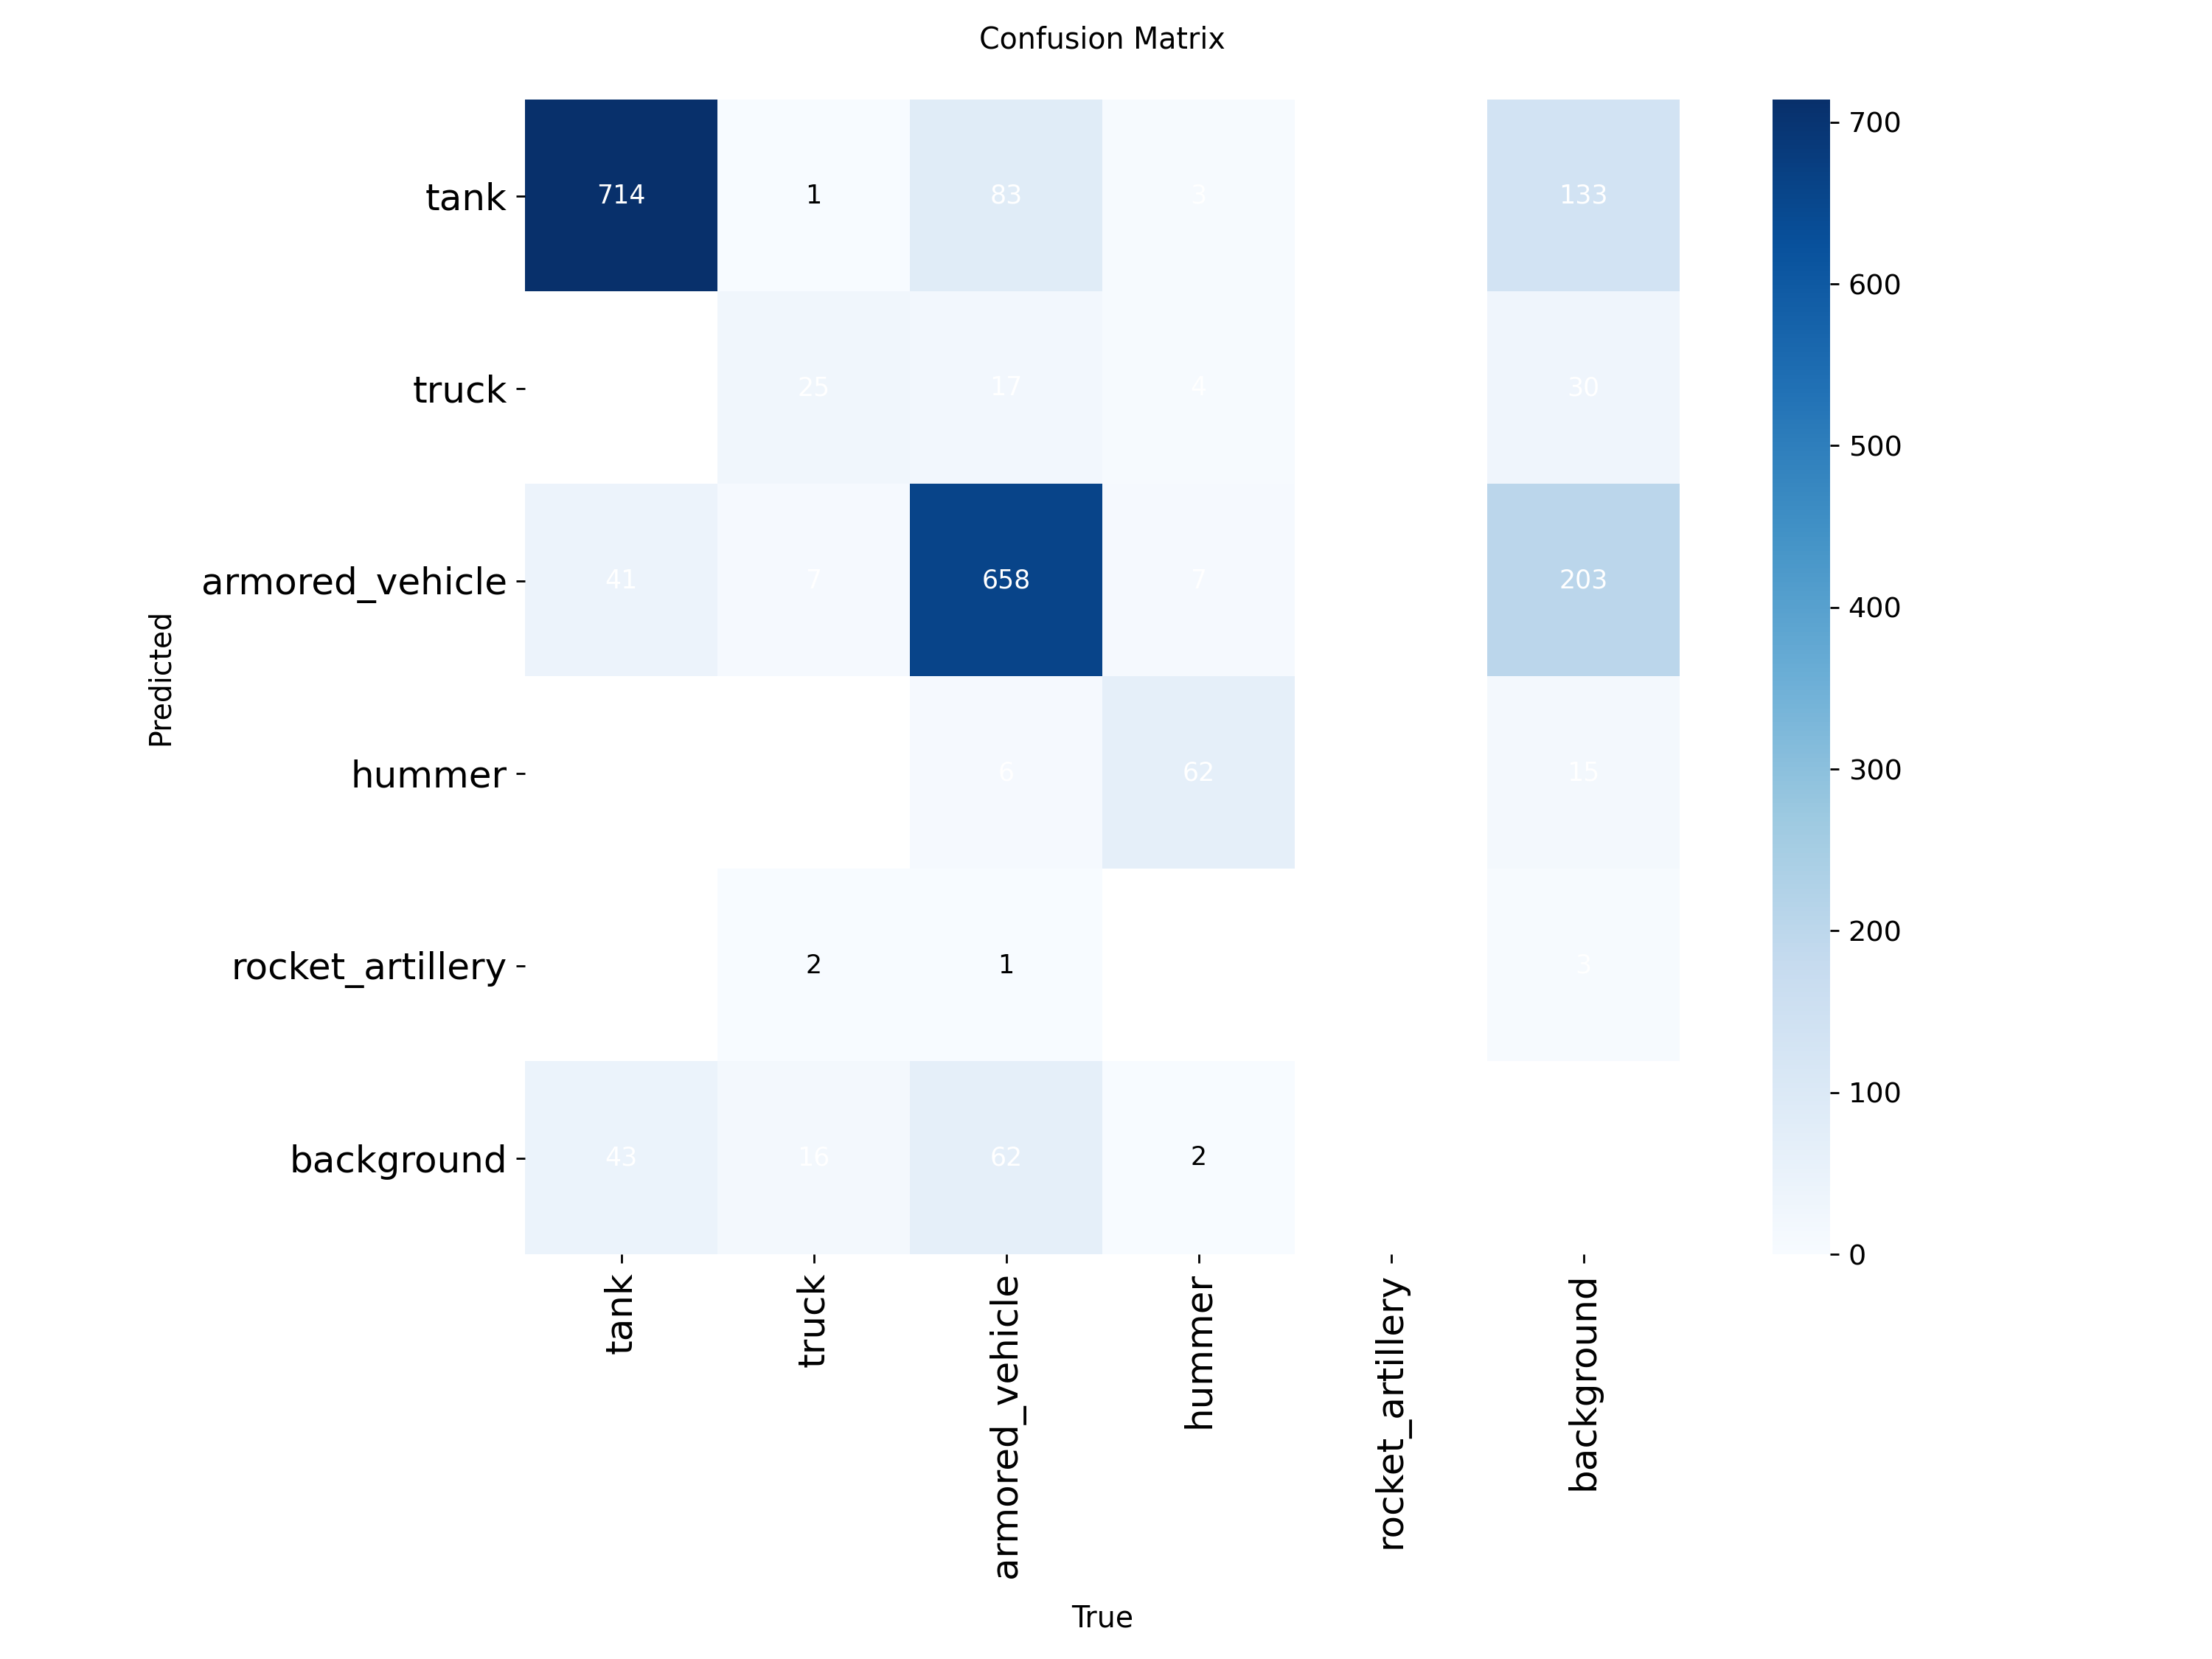 Confusion Matrix
tank 714 1 83 3 133
truck 25 17 4 30
armored_vehicle 41 7 658 7 203
hummer 6 62 15
rocket_artillery 2 1 3
background 43 16 62 2
Predicted
tank truck armored_vehicle hummer rocket_artillery background
True
700
600
500
400
300
200
100
0